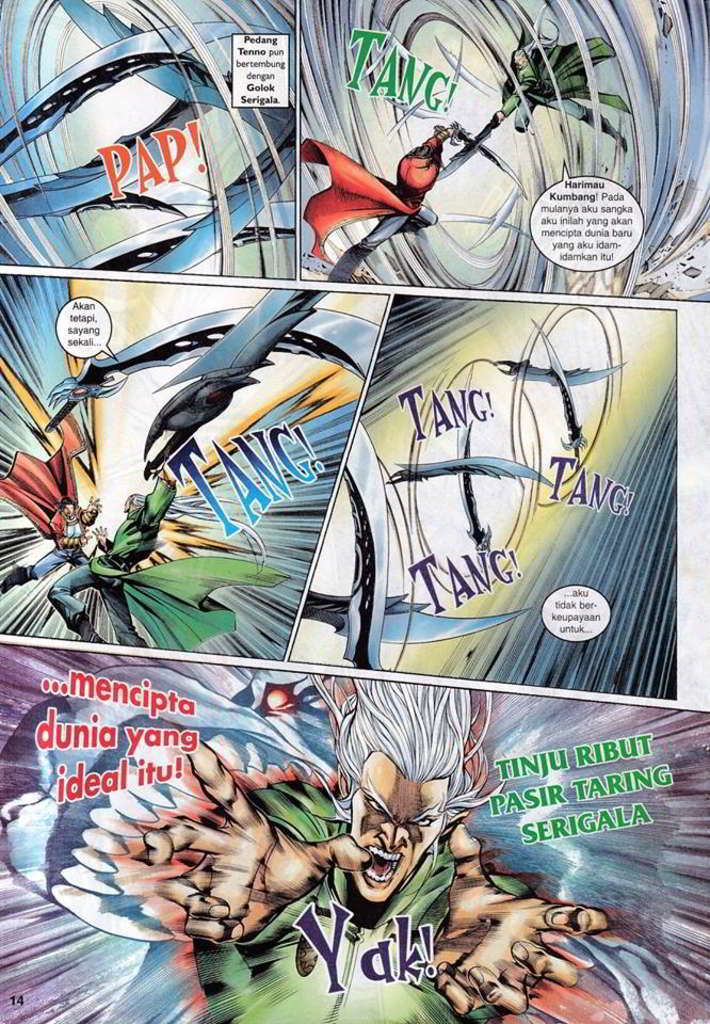 Pedang
Tenno pun
bertembung
dengan
Golok
Serigala.
PAP!
TANG!
Harimau
Kumbang! Pada
mulanya aku sangka
aku inilah yang akan
mencipta dunia baru
yang aku idam-
idamkan itu!
Akan
tetapi,
sayang
sekali...
TANG!
TANG!
TANG!
TANG!
...aku
tidak ber-
keupayaan
untuk...
...mencipta
dunia yang
ideal itu!
TINJU RIBUT
PASIR TARING
SERIGALA
Yak!
14